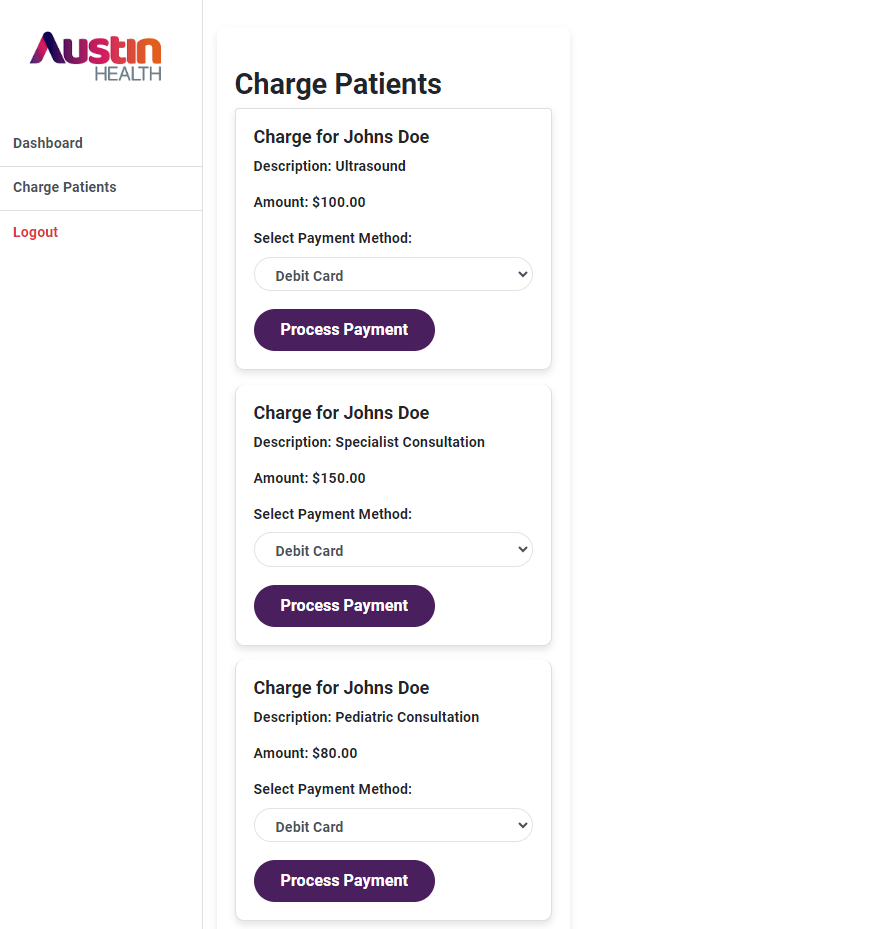 Austin
HEALTH
Dashboard
Charge Patients
Logout
Charge Patients
Charge for Johns Doe
Description: Ultrasound
Amount: $100.00
Select Payment Method:
Debit Card
Process Payment
Charge for Johns Doe
Description: Specialist Consultation
Amount: $150.00
Select Payment Method:
Debit Card
Process Payment
Charge for Johns Doe
Description: Pediatric Consultation
Amount: $80.00
Select Payment Method:
Debit Card
Process Payment